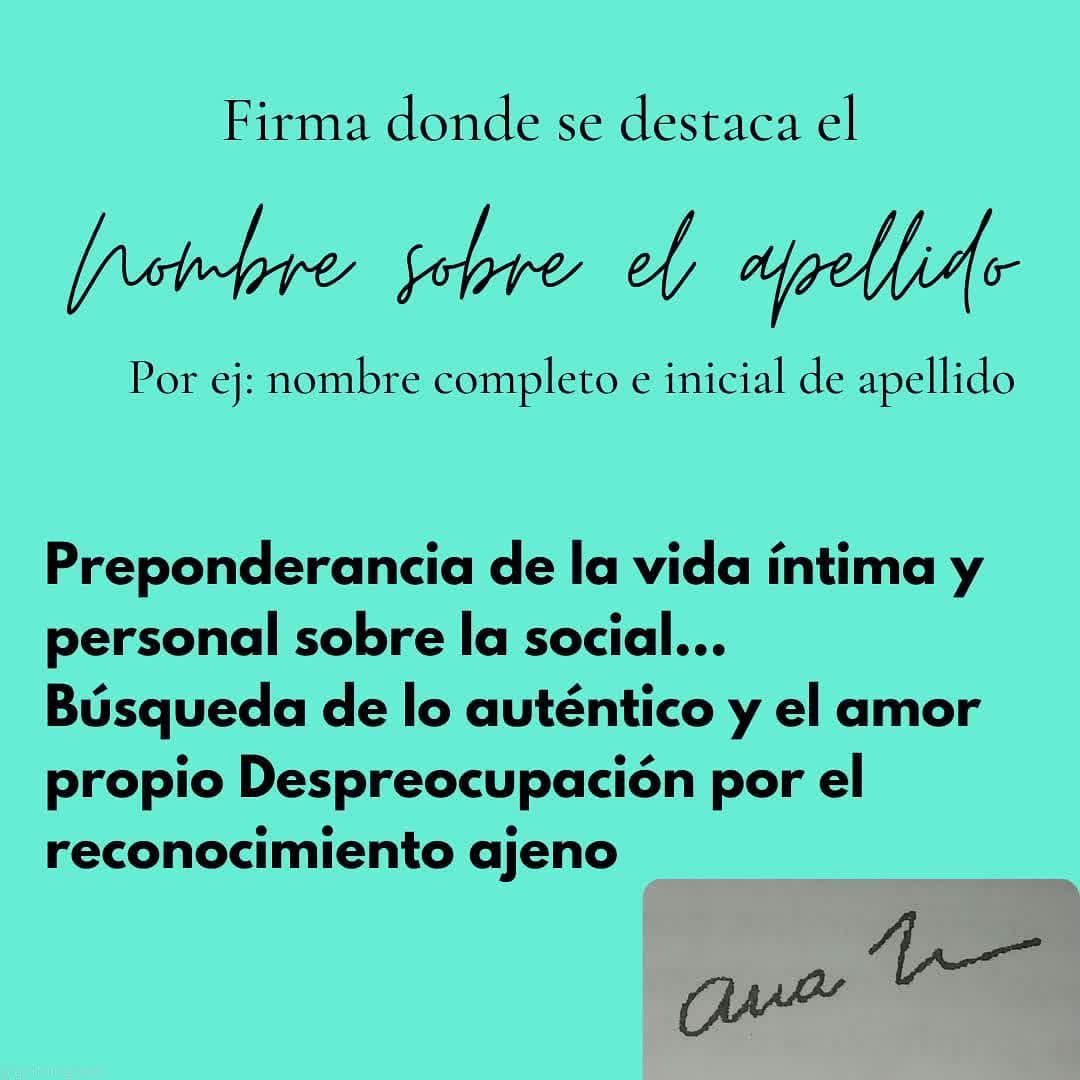 Firma donde se destaca el
Nombre sobre el apellido
Por ej: nombre completo e inicial de apellido
Preponderancia de la vida íntima y
personal sobre la social...
Búsqueda de lo auténtico y el amor
propio Despreocupación por el
reconocimiento ajeno
ana